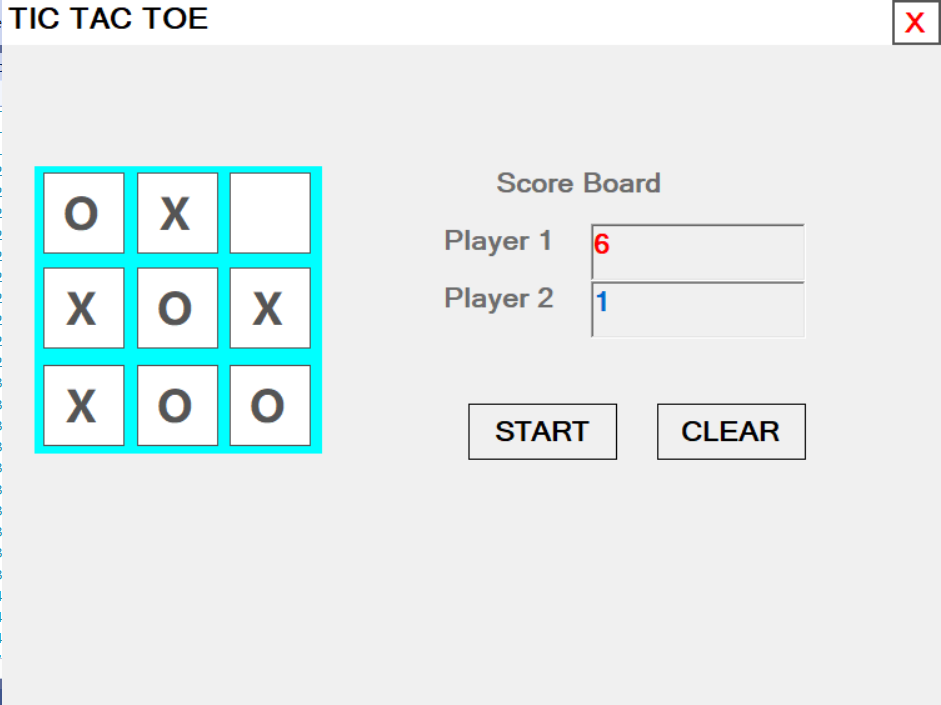 TIC TAC TOE X
O X
X O X
X O O
Score Board
Player 1 6
Player 2 1
START CLEAR